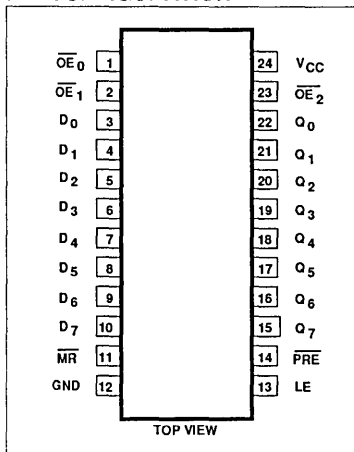 OE0 1 24 VCC
OE1 2 23 OE2
D0 3 22 Q0
D1 4 21 Q1
D2 5 20 Q2
D3 6 19 Q3
D4 7 18 Q4
D5 8 17 Q5
D6 9 16 Q6
D7 10 15 Q7
MR 11 14 PRE
GND 12 13 LE
TOP VIEW